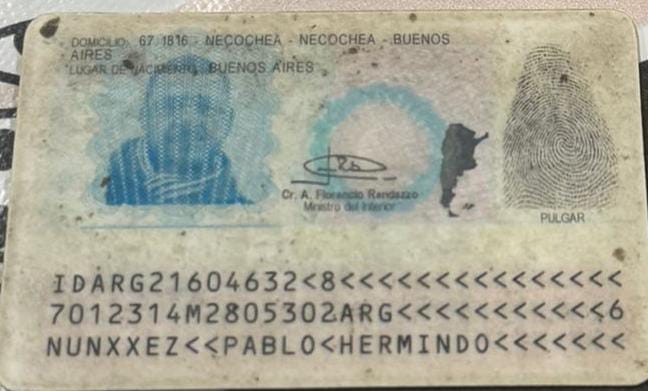 DOMICILIO: 67 1816 - NECOCHEA - NECOCHEA - BUENOS
AIRES
LUGAR DE NACIMIENTO: BUENOS AIRES
Cr. A. Florencio Randazzo
Ministro del Interior
PULGAR
IDARG21604632<8<<<<<<<<<<<<<<<
7012314M2805302ARG<<<<<<<<<<<6
NUNXXEZ<<PABLO<HERMINDO<<<<<<<